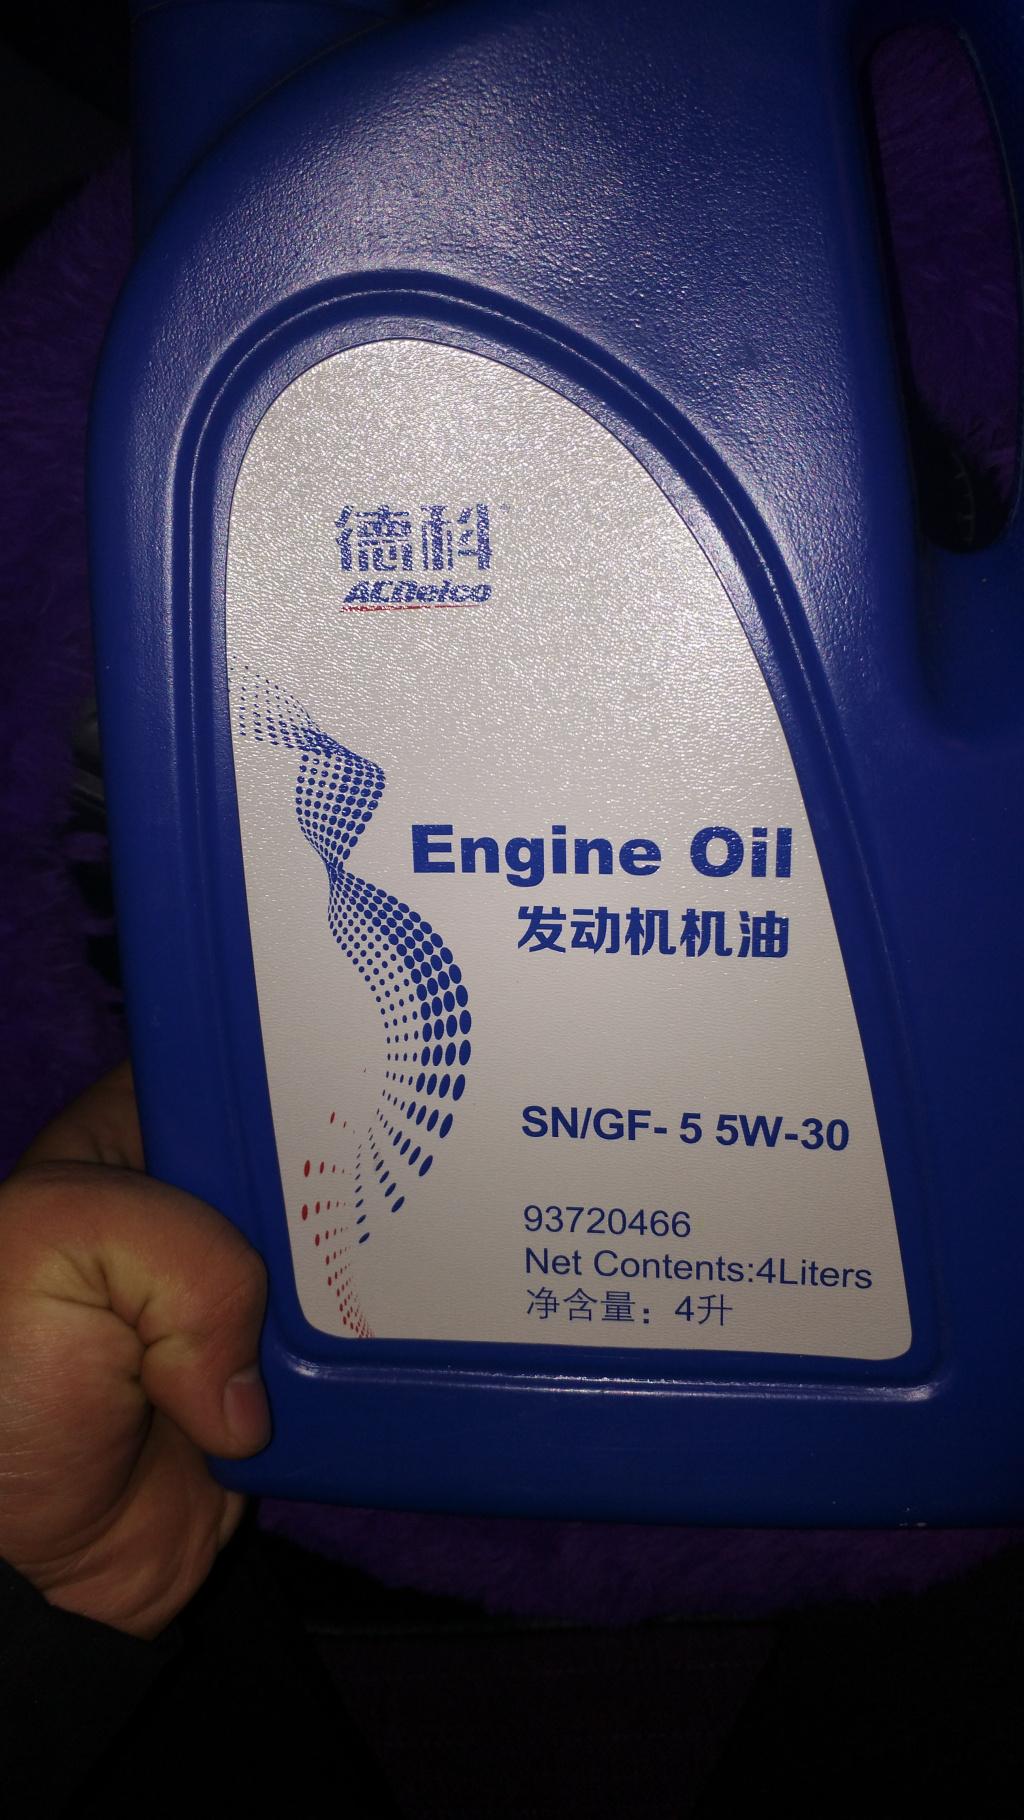 德科
ACDelco
Engine Oil
发动机机油
SN/GF- 5 5W-30
93720466
Net Contents:4Liters
净含量：4升